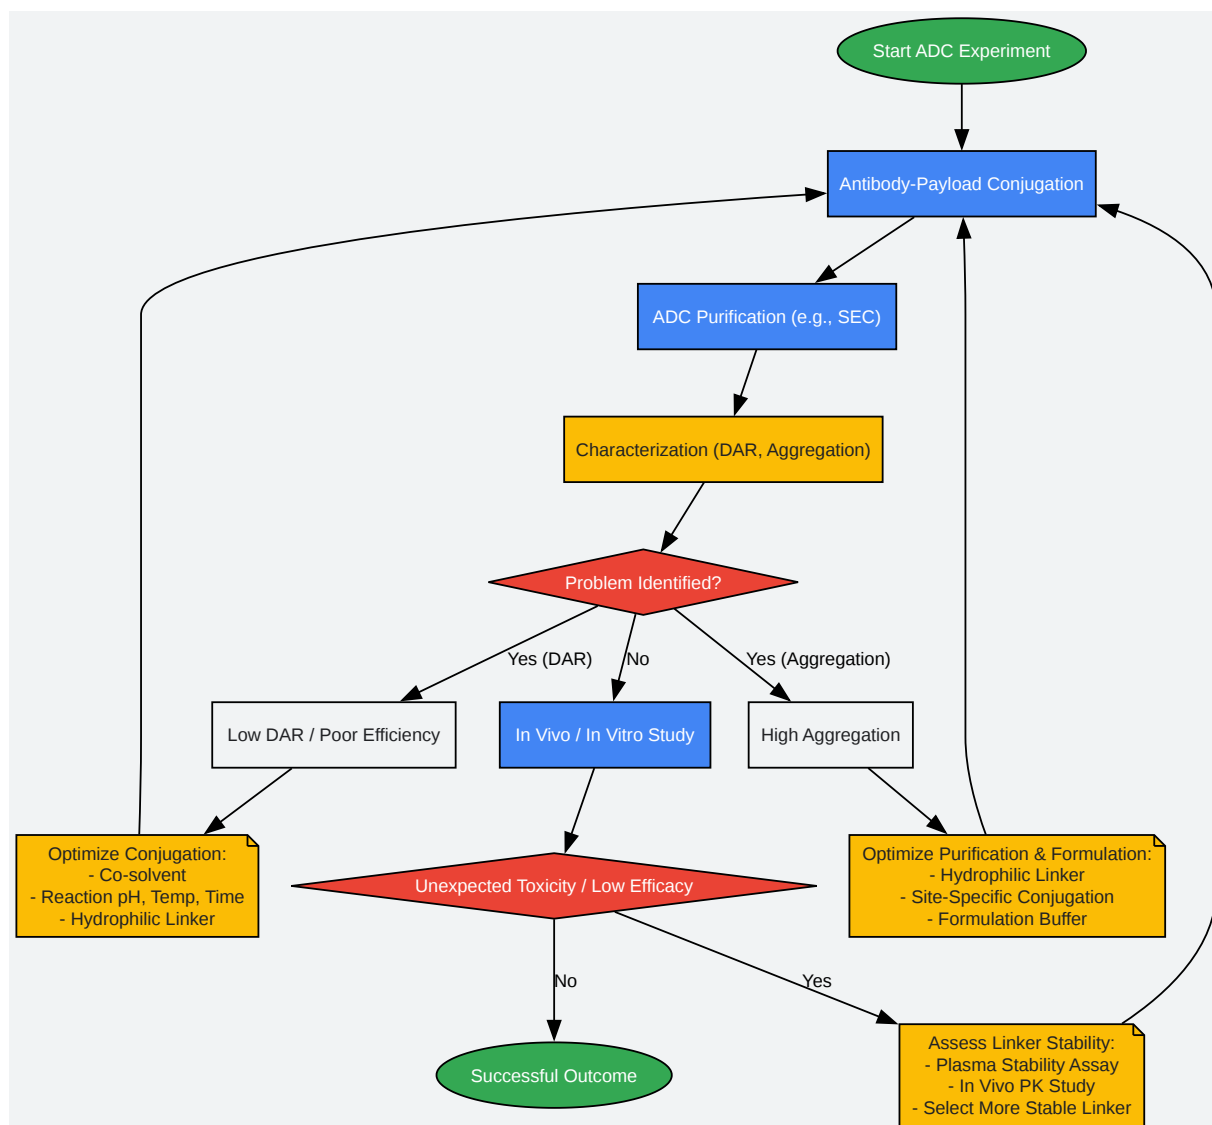 Start ADC Experiment
Antibody-Payload Conjugation
ADC Purification (e.g., SEC)
Characterization (DAR, Aggregation)
Problem Identified?
Yes (DAR)
No
Yes (Aggregation)
Low DAR / Poor Efficiency
In Vivo / In Vitro Study
High Aggregation
Optimize Conjugation:
- Co-solvent
- Reaction pH, Temp, Time
- Hydrophilic Linker
Unexpected Toxicity / Low Efficacy
Optimize Purification & Formulation:
- Hydrophilic Linker
- Site-Specific Conjugation
- Formulation Buffer
No
Yes
Successful Outcome
Assess Linker Stability:
- Plasma Stability Assay
- In Vivo PK Study
- Select More Stable Linker